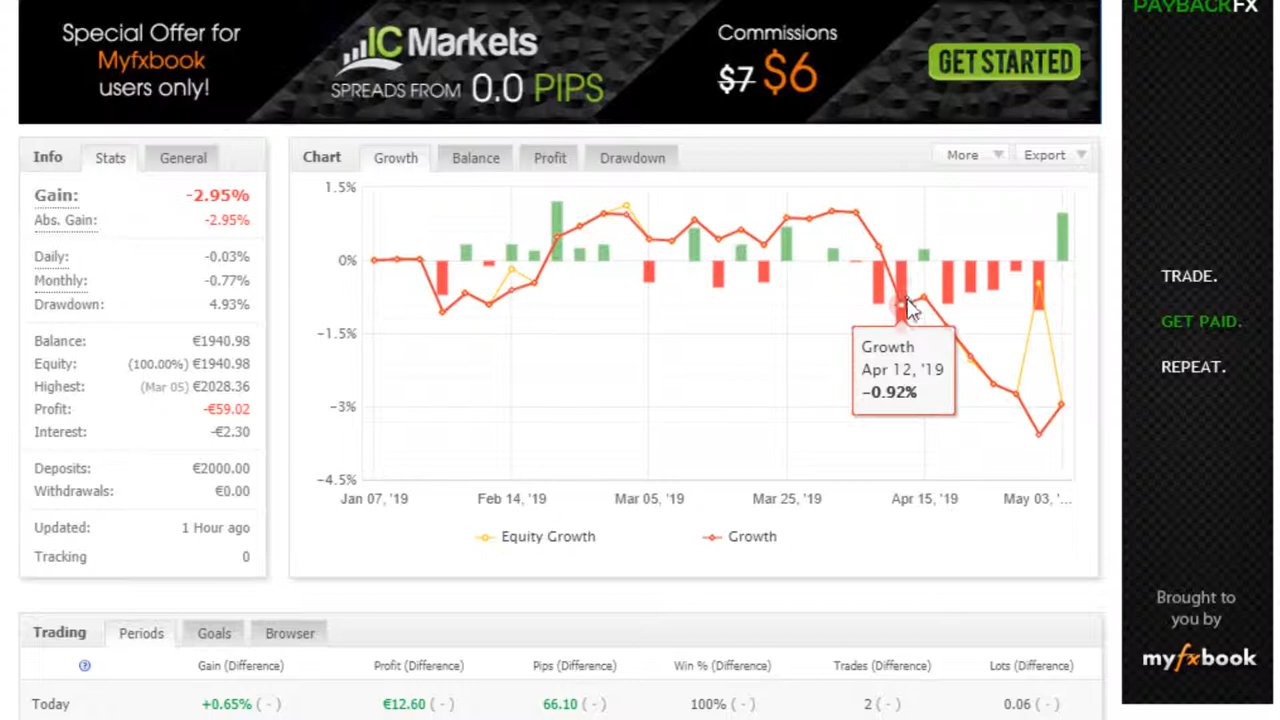 PAYBACKFX
Special Offer for
Myfxbook
users only!
IC Markets
SPREADS FROM 0.0 PIPS
Commissions
$7 $6
GET STARTED
Info Stats General
Gain: -2.95%
Abs. Gain: -2.95%
Daily: -0.03%
Monthly: -0.77%
Drawdown: 4.93%
Balance: €1940.98
Equity: (100.00%) €1940.98
Highest: (Mar 05) €2028.36
Profit: -€59.02
Interest: -€2.30
Deposits: €2000.00
Withdrawals: €0.00
Updated: 1 Hour ago
Tracking 0
Chart Growth Balance Profit Drawdown More Export
1.5%
0%
-1.5%
-3%
-4.5%
Growth
Apr 12, '19
-0.92%
Jan 07, '19 Feb 14, '19 Mar 05, '19 Mar 25, '19 Apr 15, '19 May 03, '...
Equity Growth Growth
TRADE.
GET PAID.
REPEAT.
Brought to
you by
myfxbook
Trading Periods Goals Browser
? Gain (Difference) Profit (Difference) Pips (Difference) Win % (Difference) Trades (Difference) Lots (Difference)
Today +0.65% ( - ) €12.60 ( - ) 66.10 ( - ) 100% ( - ) 2 ( - ) 0.06 ( - )